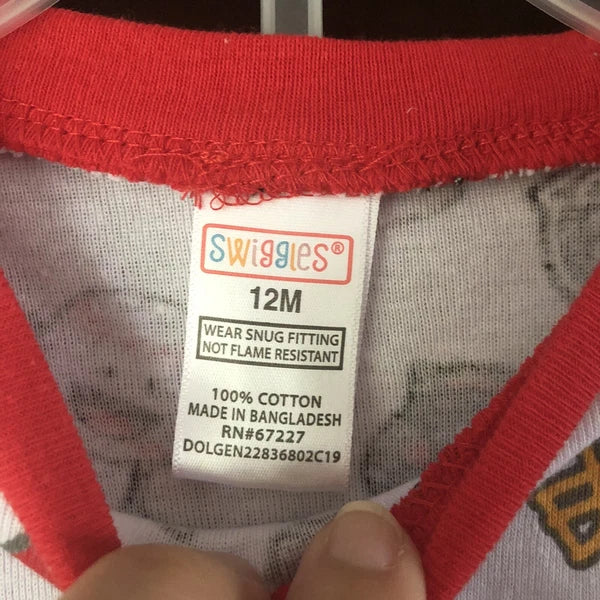 SWiggLeS®
12M
WEAR SNUG FITTING
NOT FLAME RESISTANT
100% COTTON
MADE IN BANGLADESH
RN#67227
DOLGEN22836802C19